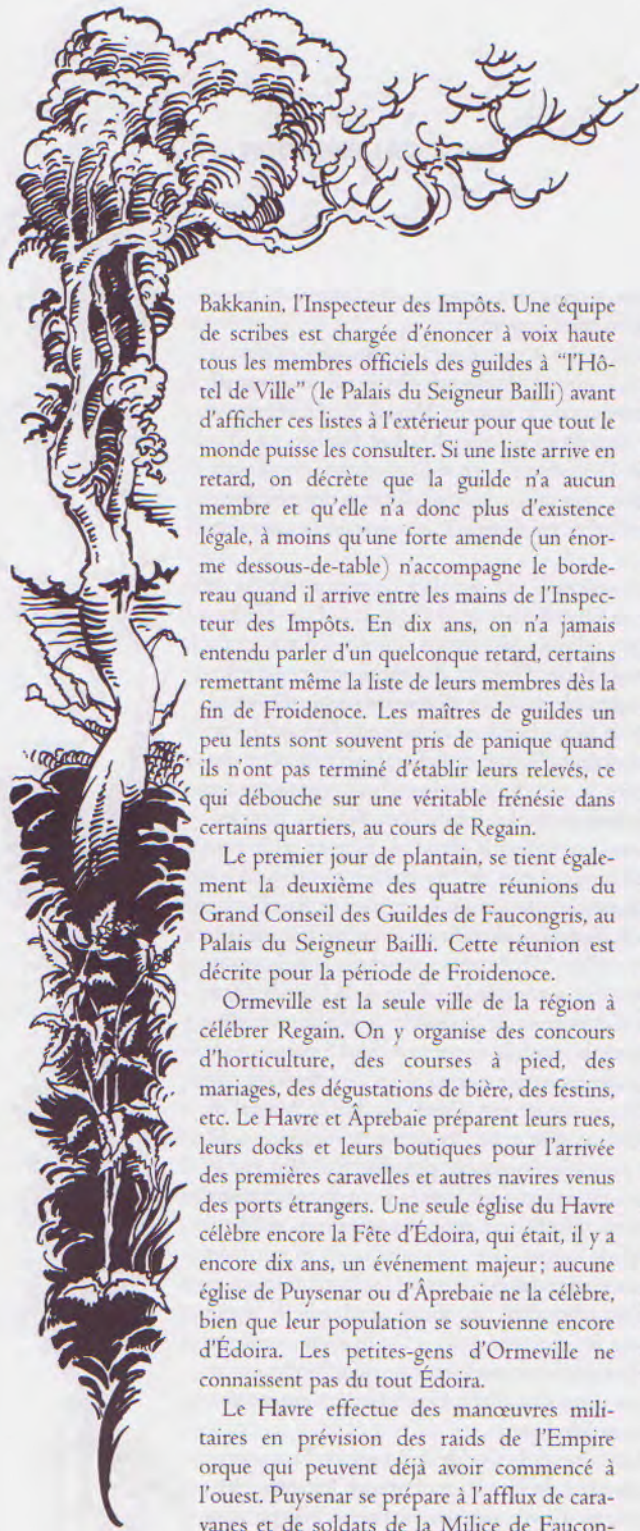 Bakkanin, l'Inspecteur des Impôts. Une équipe
de scribes est chargée d'énoncer à voix haute
tous les membres officiels des guildes à "l'Hô-
tel de Ville" (le Palais du Seigneur Bailli) avant
d'afficher ces listes à l'extérieur pour que tout le
monde puisse les consulter. Si une liste arrive en
retard, on décrète que la guilde n'a aucun
membre et qu'elle n'a donc plus d'existence
légale, à moins qu'une forte amende (un énor-
me dessous-de-table) n'accompagne le borde-
reau quand il arrive entre les mains de l'Inspec-
teur des Impôts. En dix ans, on n'a jamais
entendu parler d'un quelconque retard, certains
remettant même la liste de leurs membres dès la
fin de Froidenoce. Les maîtres de guildes un
peu lents sont souvent pris de panique quand
ils n'ont pas terminé d'établir leurs relevés, ce
qui débouche sur une véritable frénésie dans
certains quartiers, au cours de Regain.
Le premier jour de plantain, se tient égale-
ment la deuxième des quatre réunions du
Grand Conseil des Guildes de Faucongris, au
Palais du Seigneur Bailli. Cette réunion est
décrite pour la période de Froidenoce.
Ormeville est la seule ville de la région à
célébrer Regain. On y organise des concours
d'horticulture, des courses à pied, des
mariages, des dégustations de bière, des festins,
etc. Le Havre et Âprebaie préparent leurs rues,
leurs docks et leurs boutiques pour l'arrivée
des premières caravelles et autres navires venus
des ports étrangers. Une seule église du Havre
célèbre encore la Fête d'Édoira, qui était, il y a
encore dix ans, un événement majeur; aucune
église de Puysenar ou d'Âprebaie ne la célèbre,
bien que leur population se souvienne encore
d'Édoira. Les petites-gens d'Ormeville ne
connaissent pas du tout Édoira.
Le Havre effectue des manœuvres mili-
taires en prévision des raids de l'Empire
orque qui peuvent déjà avoir commencé à
l'ouest. Puysenar se prépare à l'afflux de cara-
vanes et de soldats de la Milice de Faucon-